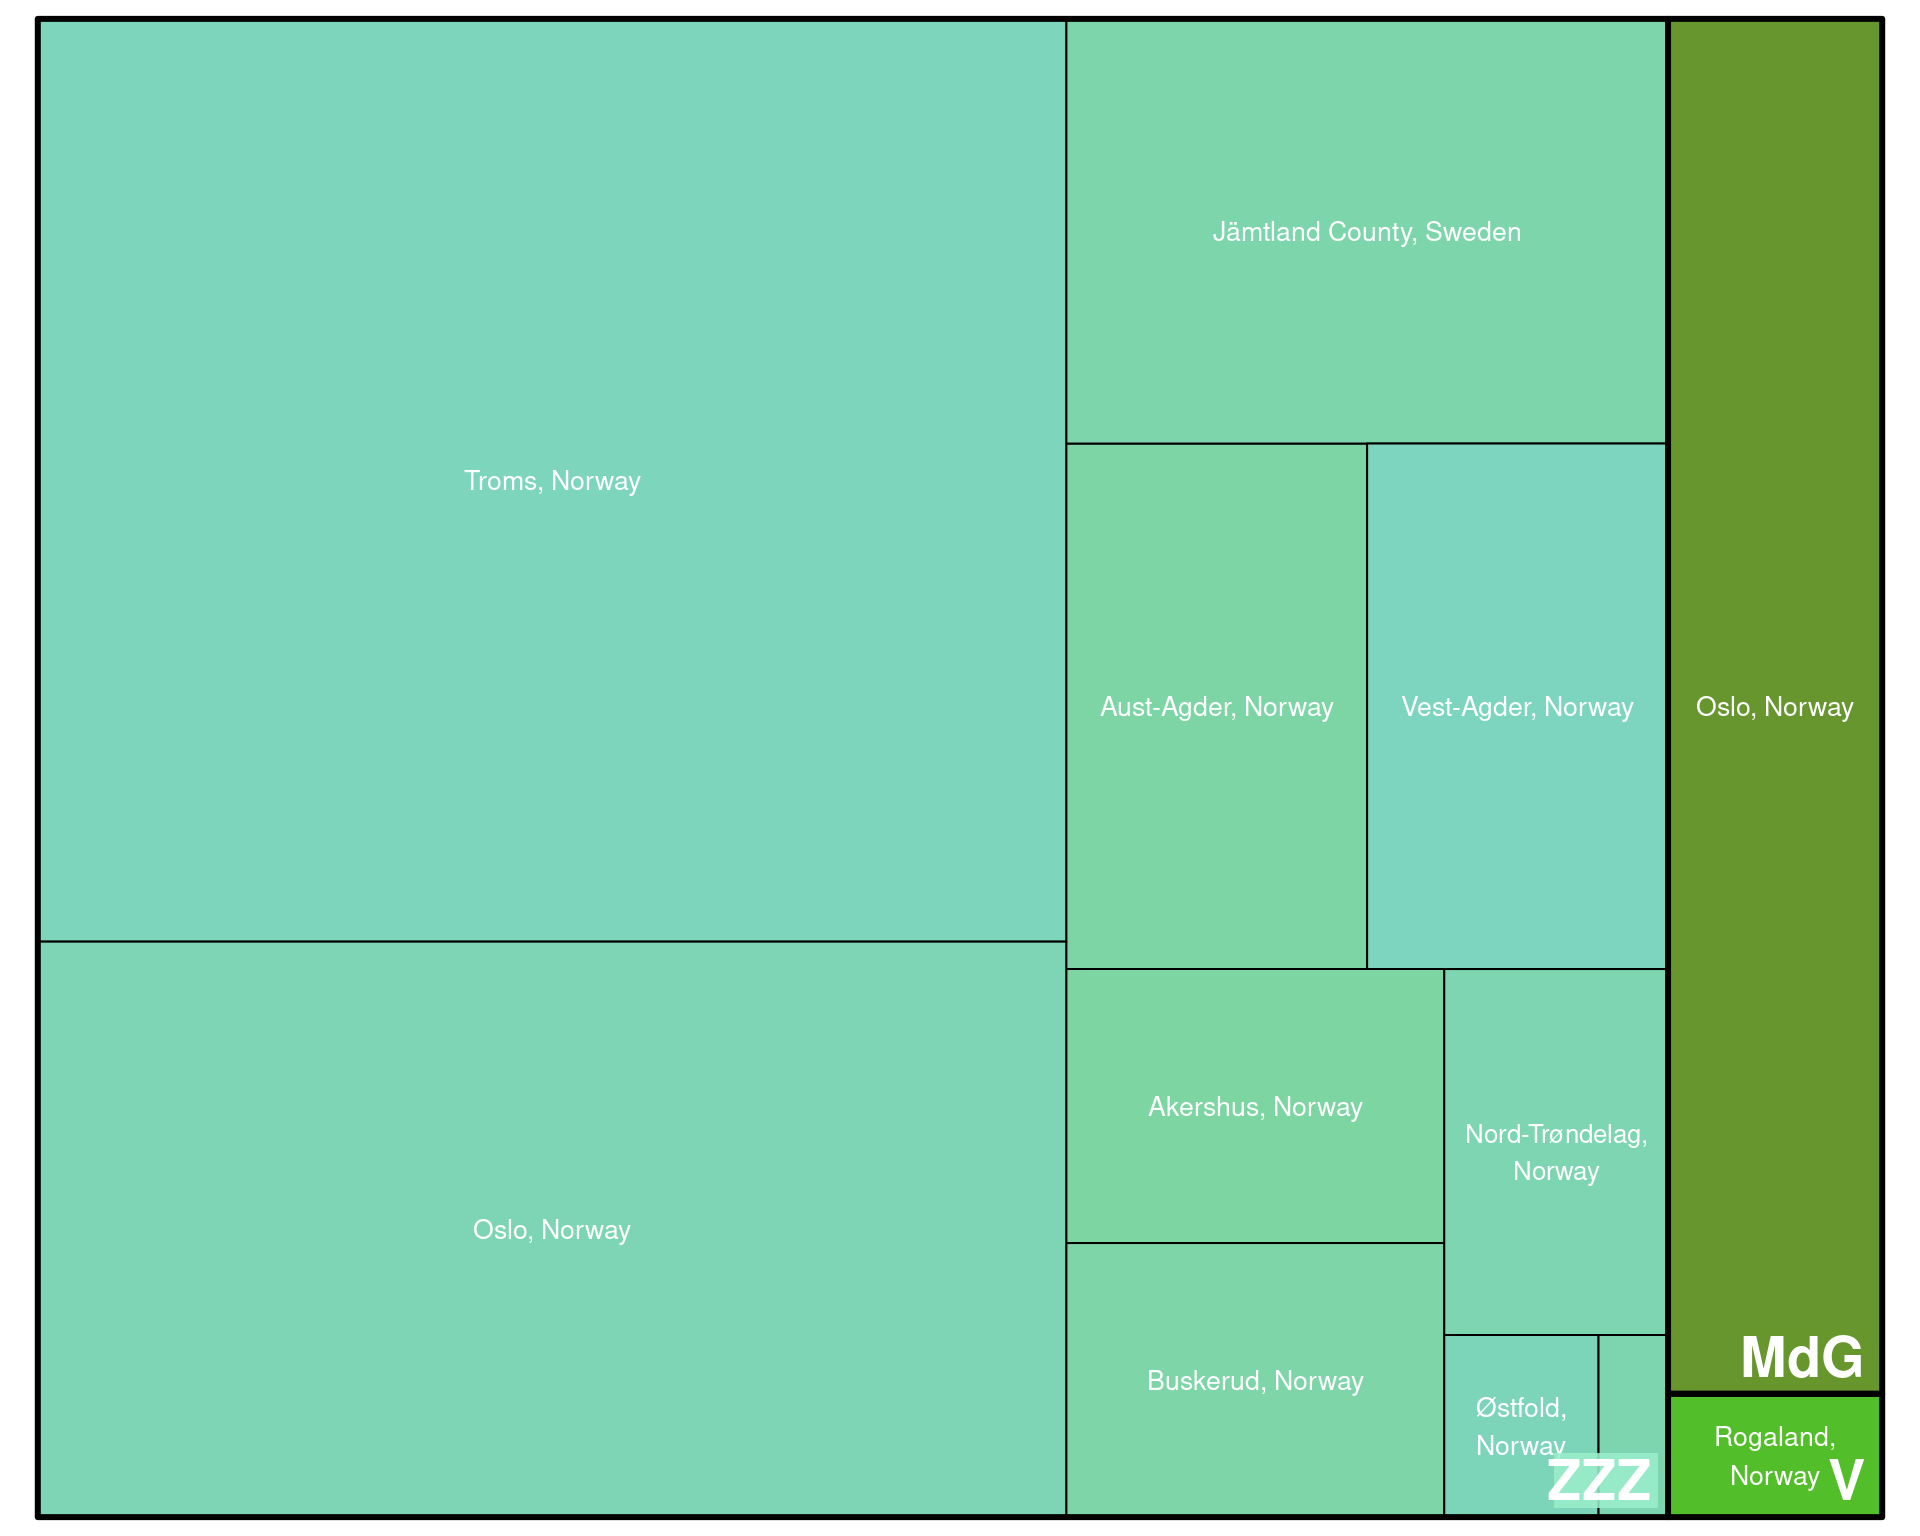 Troms, Norway
Oslo, Norway
Jämtland County, Sweden
Aust-Agder, Norway
Vest-Agder, Norway
Akershus, Norway
Buskerud, Norway
Nord-Trøndelag,
Norway
Østfold,
Norway
ZZZ
Oslo, Norway
MdG
Rogaland,
Norway
V